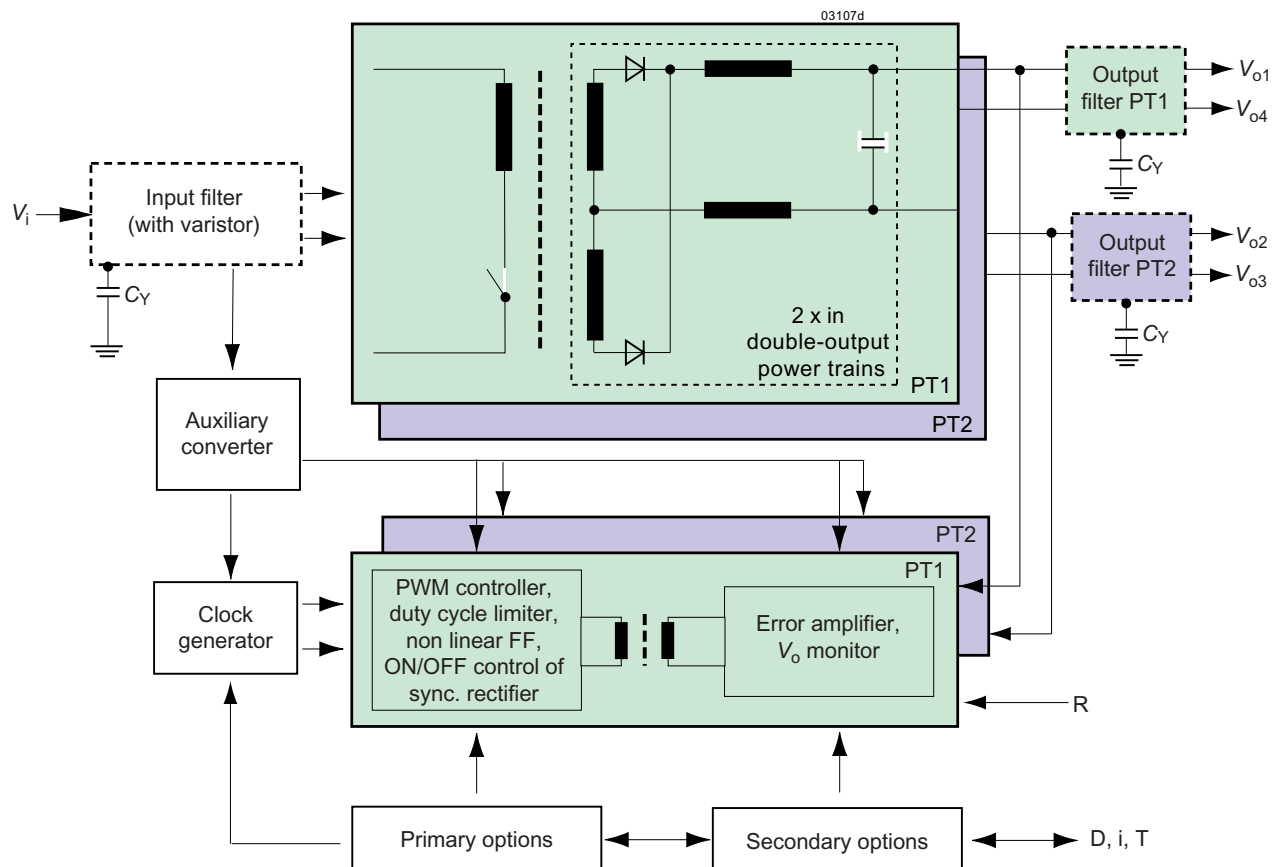 03107d
Output
filter PT1
Vo1
Vo4
CY
Input filter
(with varistor)
Vi
CY
Output
filter PT2
Vo2
Vo3
CY
2 x in
double-output
power trains
PT1
PT2
Auxiliary
converter
PT2
PT1
Clock
generator
PWM controller,
duty cycle limiter,
non linear FF,
ON/OFF control of
sync. rectifier
Error amplifier,
Vo monitor
R
Primary options
Secondary options
D, i, T